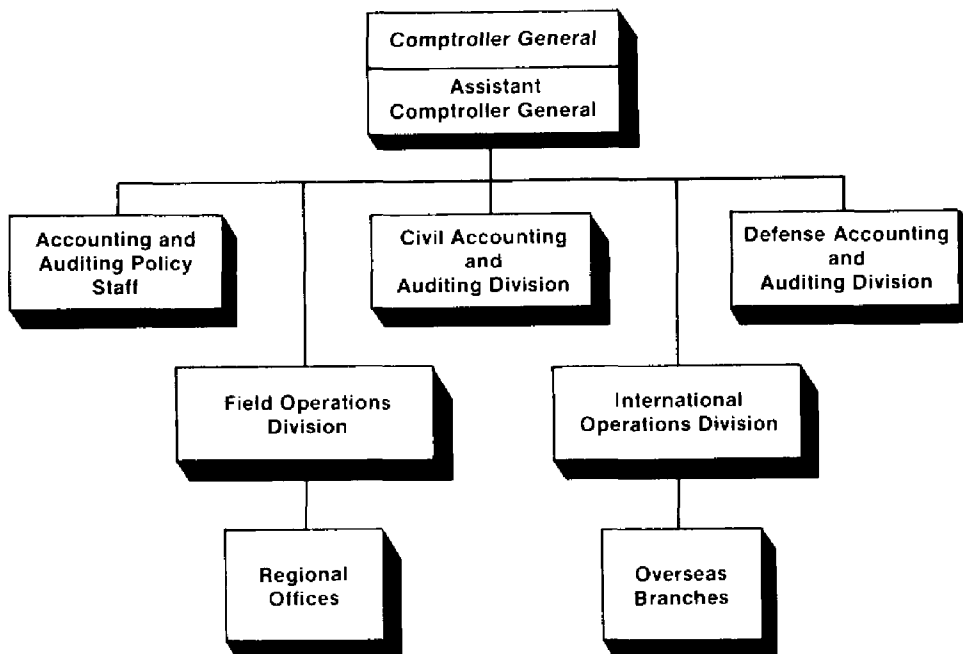 Comptroller General
Assistant
Comptroller General
Accounting and
Auditing Policy
Staff
Civil Accounting
and
Auditing Division
Defense Accounting
and
Auditing Division
Field Operations
Division
International
Operations Division
Regional
Offices
Overseas
Branches